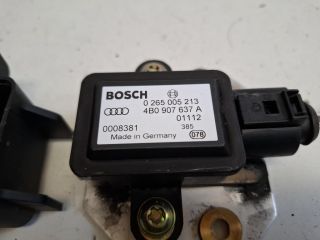 BOSCH
0 265 005 213
4B0 907 637 A
01112
0008381 385
Made in Germany 078